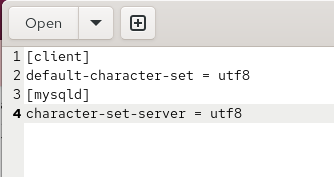 Open
1 [client]
2 default-character-set = utf8
3 [mysqld]
4 character-set-server = utf8